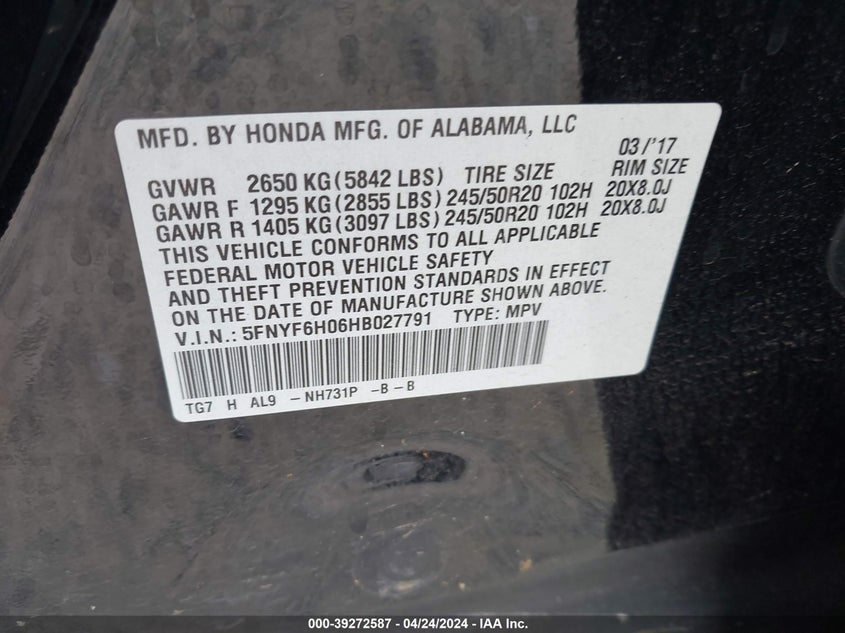 MFD. BY HONDA MFG. OF ALABAMA, LLC 03/'17
GVWR 2650 KG(5842 LBS) TIRE SIZE RIM SIZE
GAWR F 1295 KG(2855 LBS) 245/50R20 102H 20X8.0J
GAWR R 1405 KG(3097 LBS) 245/50R20 102H 20X8.0J
THIS VEHICLE CONFORMS TO ALL APPLICABLE
FEDERAL MOTOR VEHICLE SAFETY
AND THEFT PREVENTION STANDARDS IN EFFECT
ON THE DATE OF MANUFACTURE SHOWN ABOVE.
V.I.N.: 5FNYF6H06HB027791 TYPE: MPV
TG7 H AL9 - NH731P -B - B
000-39272587 - 04/24/2024 - IAA Inc.